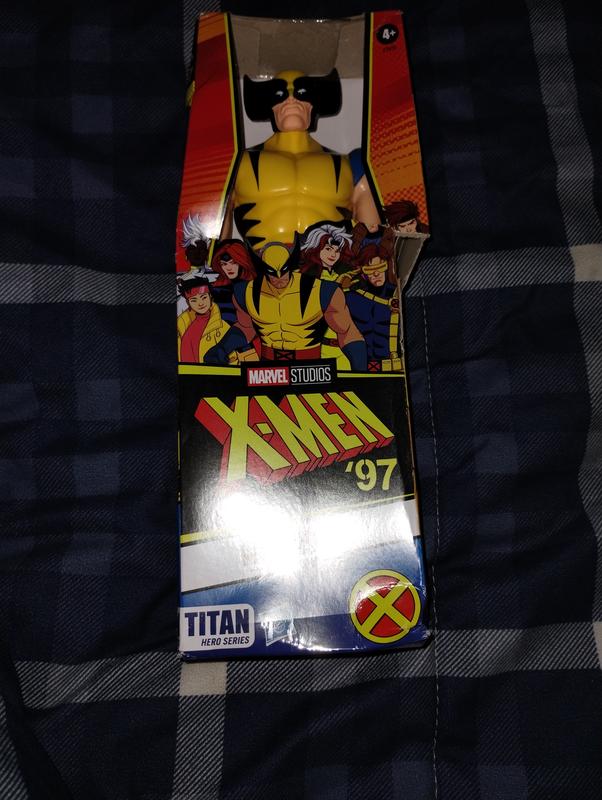 4+
MARVEL STUDIOS
X-MEN
'97
TITAN
HERO SERIES